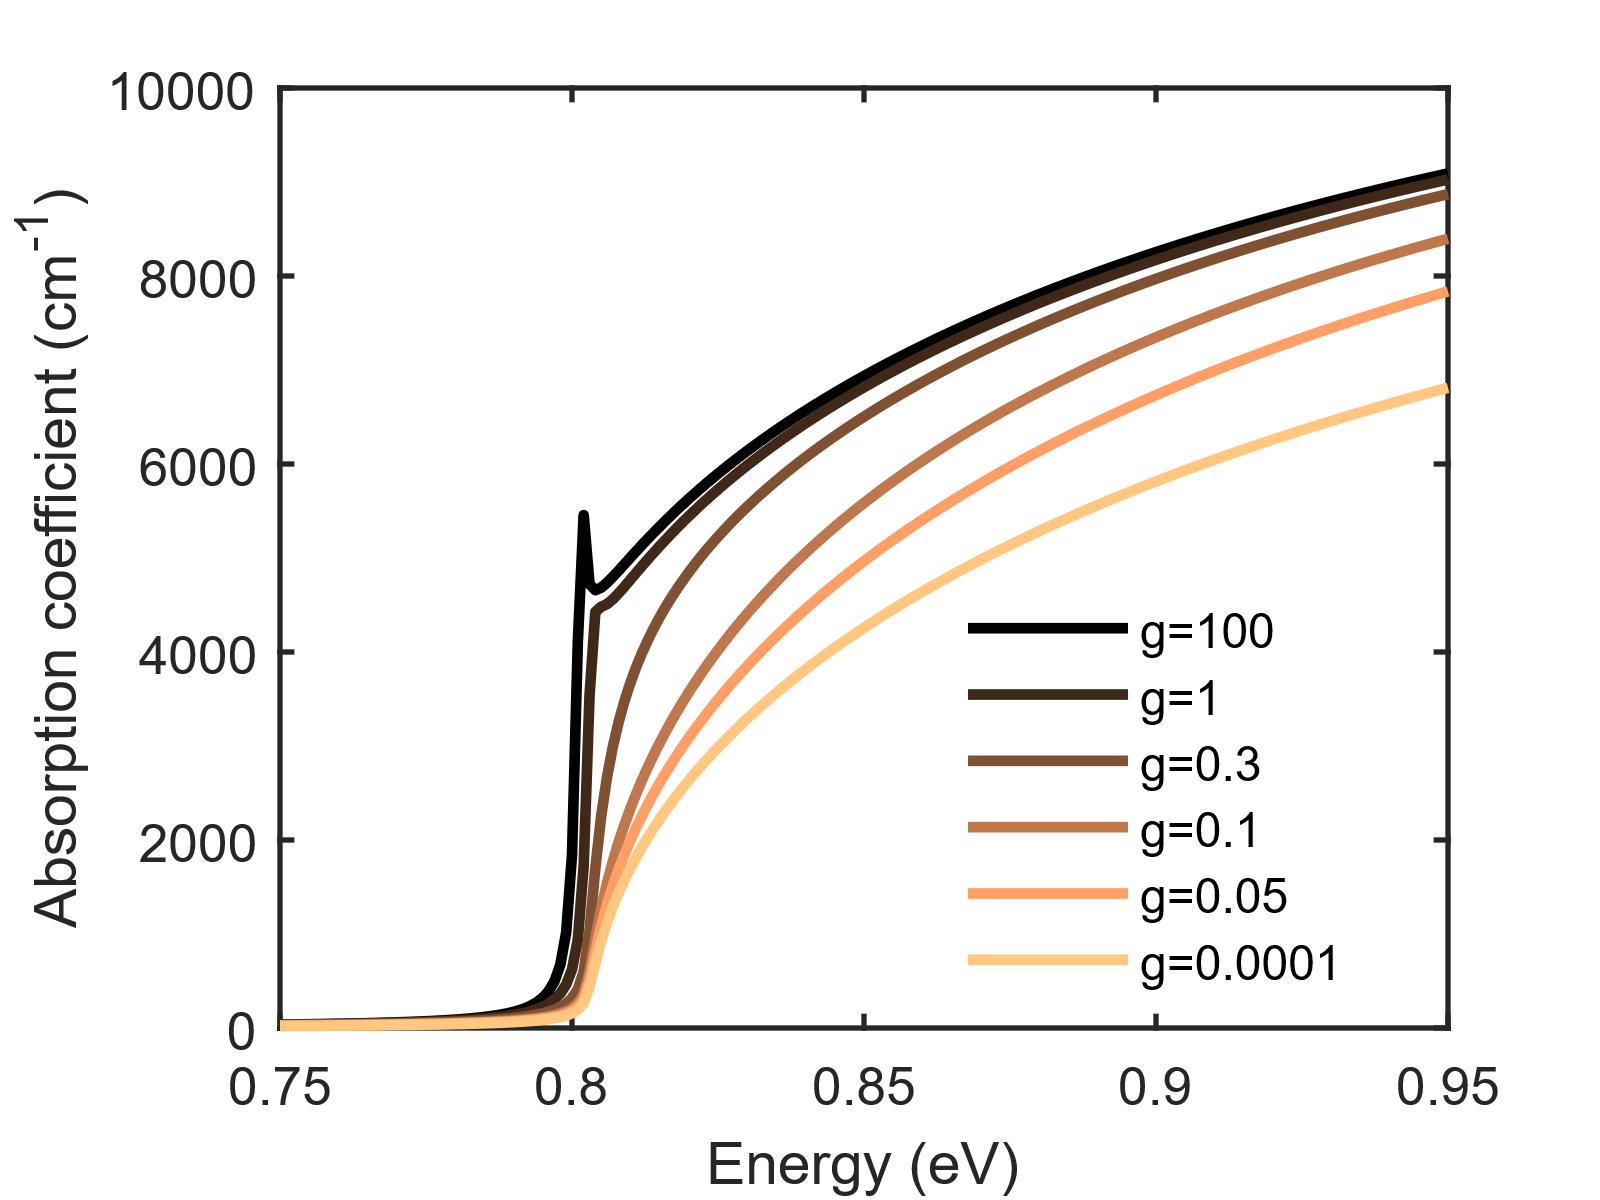 10000
8000
6000
4000
2000
0
0.75 0.8 0.85 0.9 0.95
Energy (eV)
Absorption coefficient (cm⁻¹)
g=100
g=1
g=0.3
g=0.1
g=0.05
g=0.0001